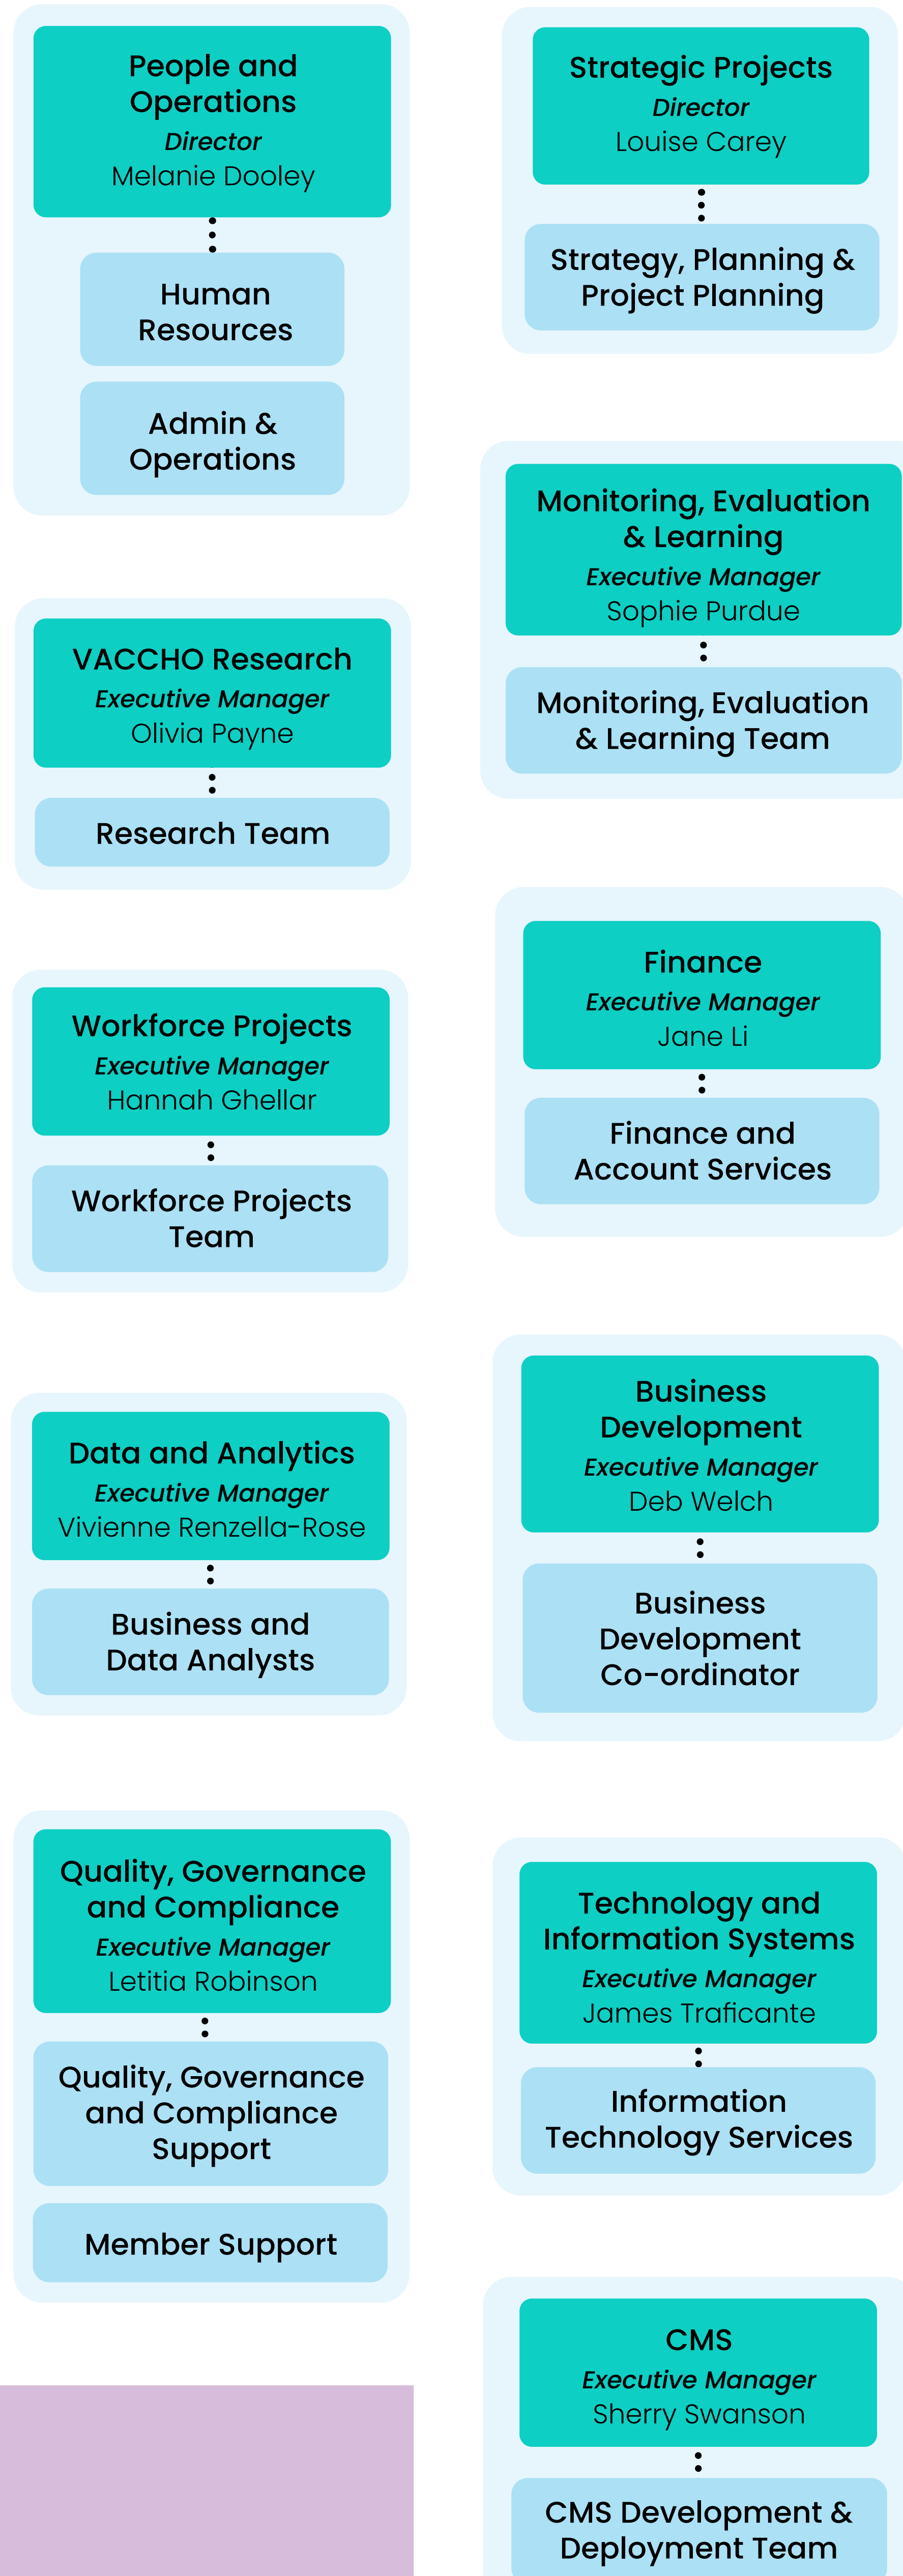 People and
Operations
Director
Melanie Dooley
Human
Resources
Admin &
Operations
VACCHO Research
Executive Manager
Olivia Payne
Research Team
Workforce Projects
Executive Manager
Hannah Ghellar
Workforce Projects
Team
Data and Analytics
Executive Manager
Vivienne Renzella-Rose
Business and
Data Analysts
Quality, Governance
and Compliance
Executive Manager
Letitia Robinson
Quality, Governance
and Compliance
Support
Member Support
Strategic Projects
Director
Louise Carey
Strategy, Planning &
Project Planning
Monitoring, Evaluation
& Learning
Executive Manager
Sophie Purdue
Monitoring, Evaluation
& Learning Team
Finance
Executive Manager
Jane Li
Finance and
Account Services
Business
Development
Executive Manager
Deb Welch
Business
Development
Co-ordinator
Technology and
Information Systems
Executive Manager
James Traficante
Information
Technology Services
CMS
Executive Manager
Sherry Swanson
CMS Development &
Deployment Team